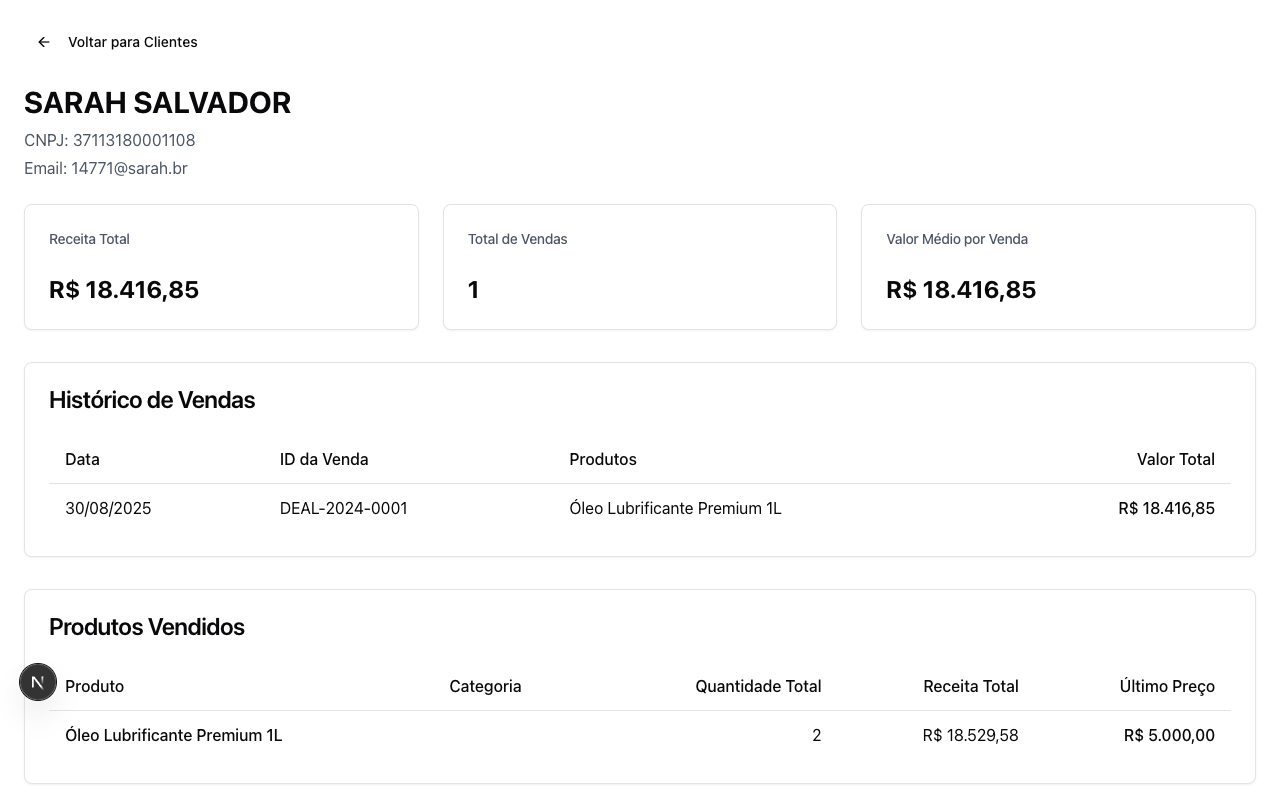 Voltar para Clientes
SARAH SALVADOR
CNPJ: 37113180001108
Email: 14771@sarah.br
Receita Total
R$ 18.416,85
Total de Vendas
1
Valor Médio por Venda
R$ 18.416,85
Histórico de Vendas
Data ID da Venda Produtos Valor Total
30/08/2025 DEAL-2024-0001 Óleo Lubrificante Premium 1L R$ 18.416,85
Produtos Vendidos
N
Produto Categoria Quantidade Total Receita Total Último Preço
Óleo Lubrificante Premium 1L 2 R$ 18.529,58 R$ 5.000,00